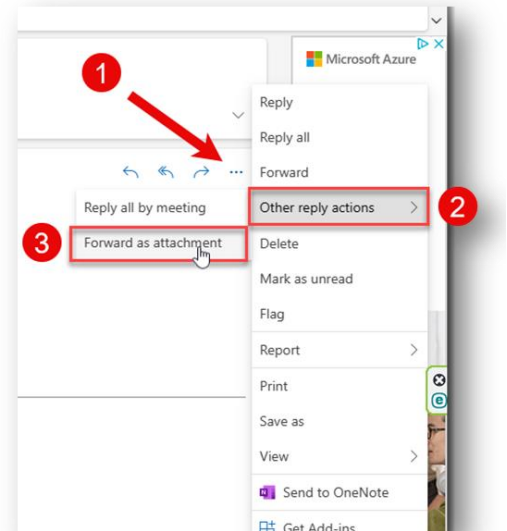 Microsoft Azure
1
Reply
Reply all
Forward
Reply all by meeting
Other reply actions
2
3
Forward as attachment
Delete
Mark as unread
Flag
Report
Print
Save as
View
Send to OneNote
Get Add-ins